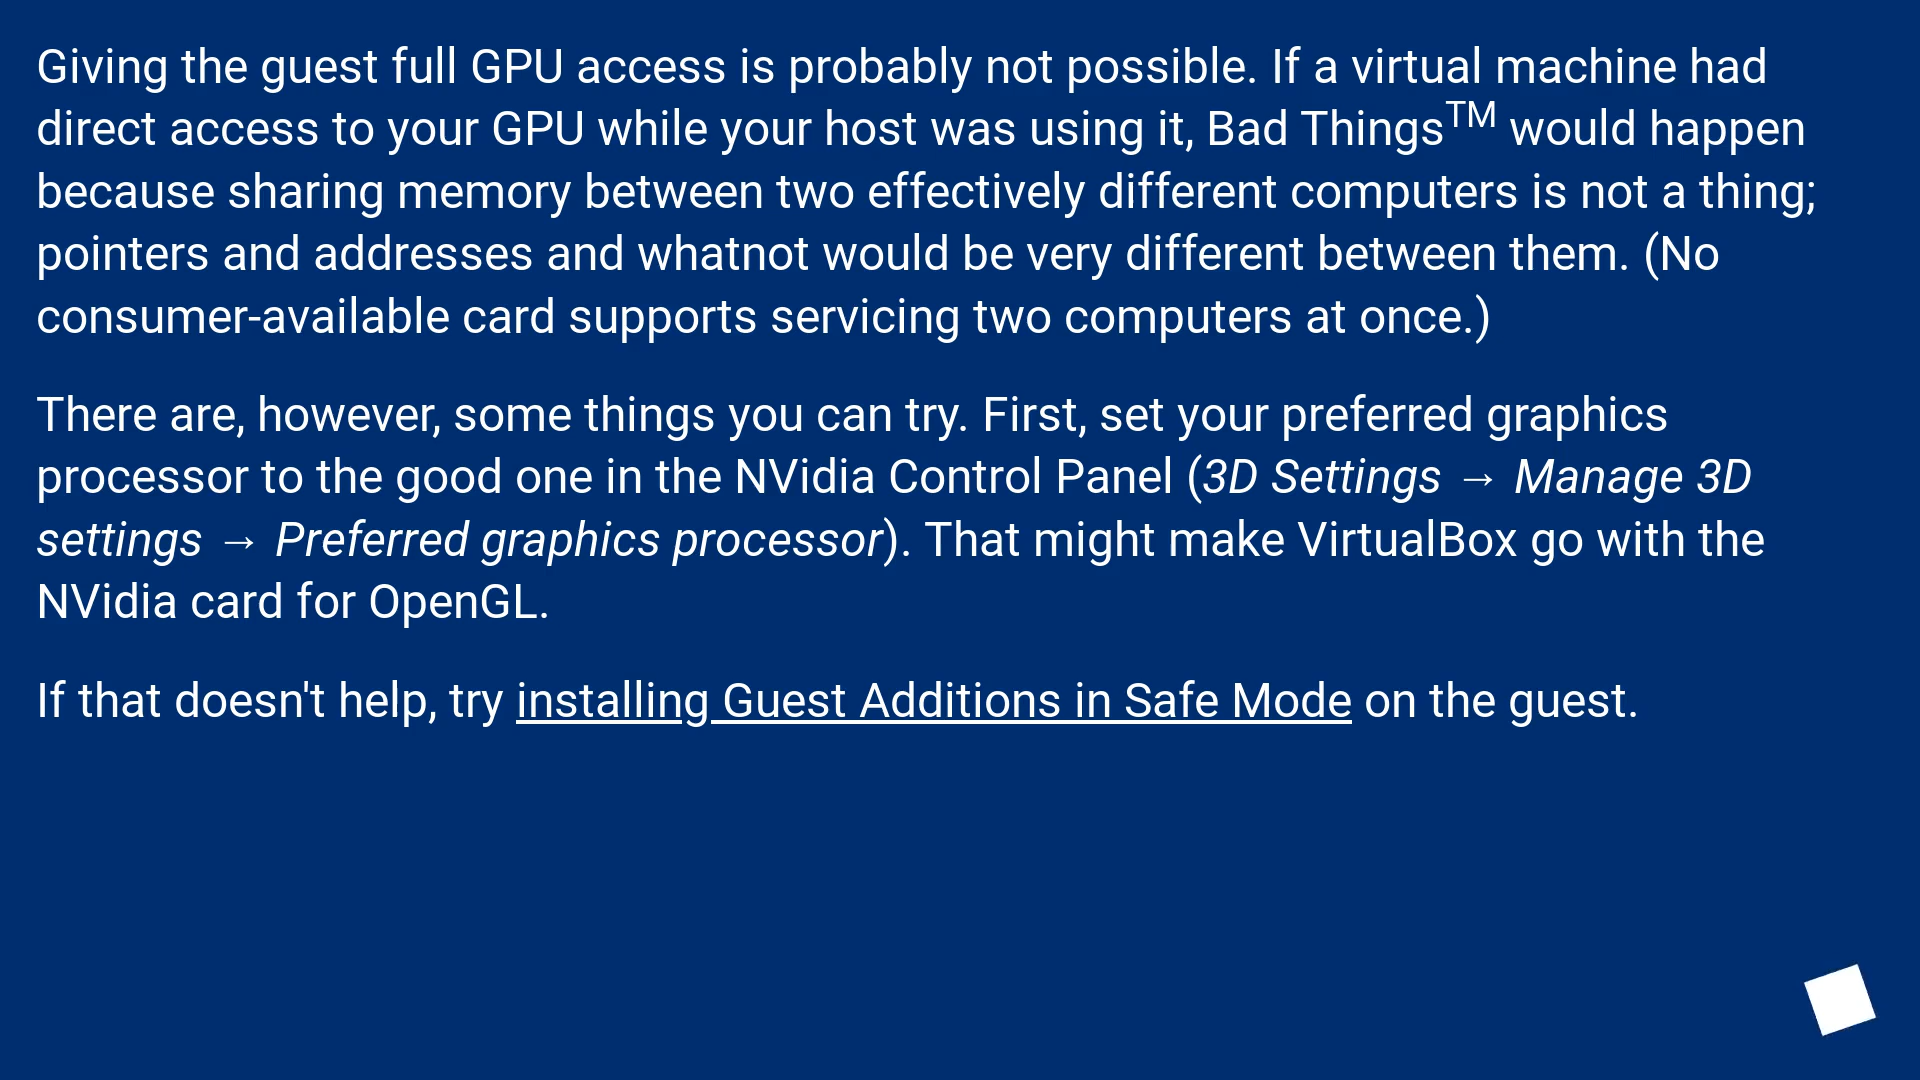 Giving the guest full GPU access is probably not possible. If a virtual machine had
direct access to your GPU while your host was using it, Bad Things™ would happen
because sharing memory between two effectively different computers is not a thing;
pointers and addresses and whatnot would be very different between them. (No
consumer-available card supports servicing two computers at once.)
There are, however, some things you can try. First, set your preferred graphics
processor to the good one in the NVidia Control Panel (3D Settings → Manage 3D
settings → Preferred graphics processor). That might make VirtualBox go with the
NVidia card for OpenGL.
If that doesn't help, try installing Guest Additions in Safe Mode on the guest.